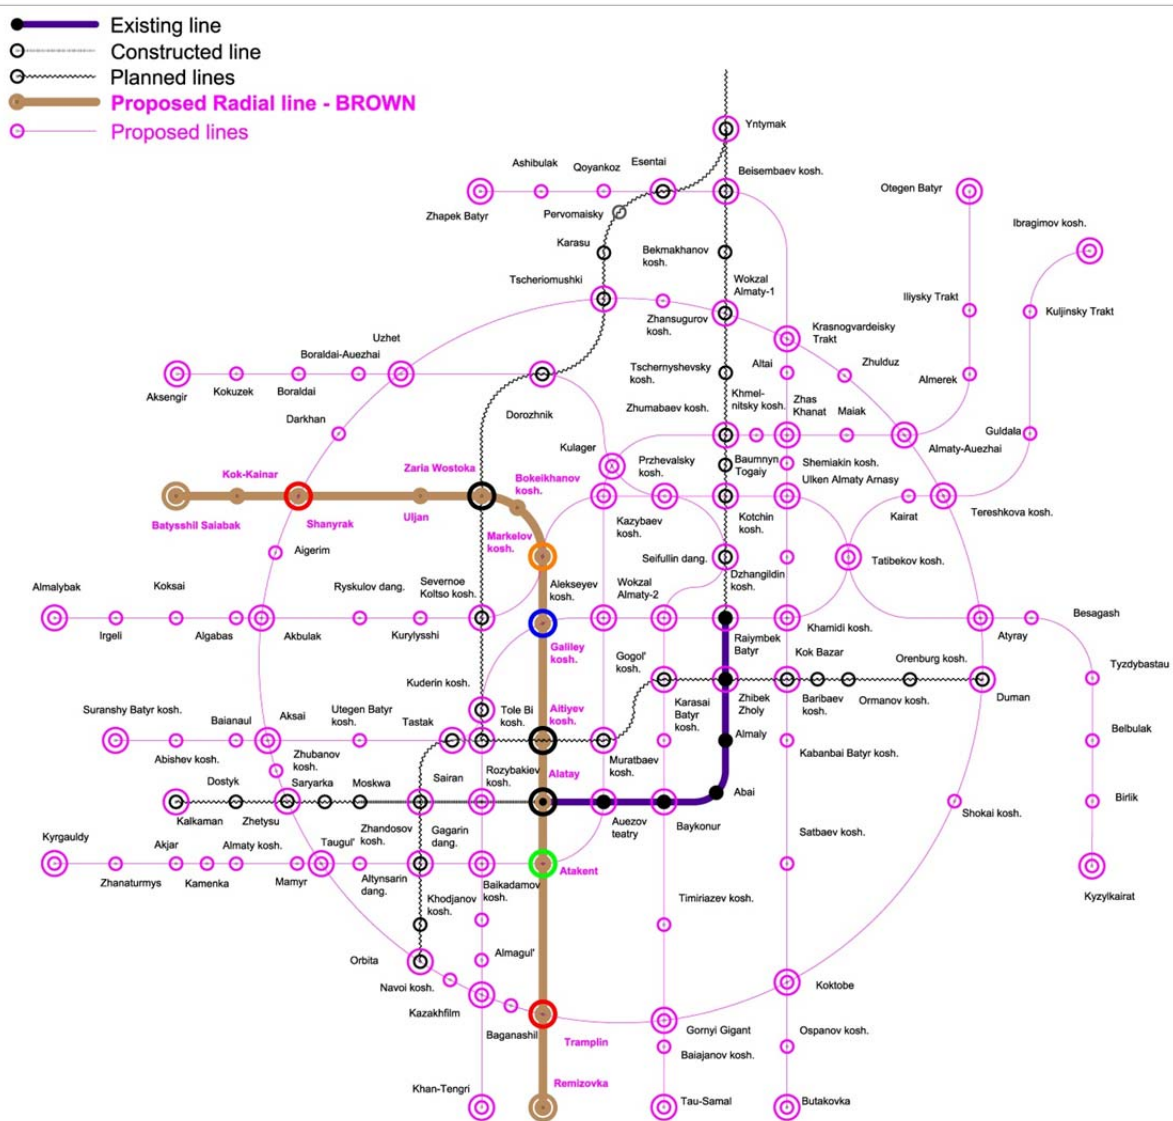 Existing line
Constructed line
Planned lines
Proposed Radial line - BROWN
Proposed lines
Yntymak
Ashibulak
Qoyankoz
Esentai
Beisembaev kosh.
Otegen Batyr
Zhapek Batyr
Pervomaisky
Ibragimov kosh.
Karasu
Bekmakhanov
kosh.
Tscheriomushki
Wokzal
Almaty-1
Iliysky Trakt
Kuljinsky Trakt
Zhansugurov
kosh.
Krasnogvardeisky
Trakt
Uzhet
Boraldai-Auezhai
Tschernyshevsky
kosh.
Altai
Zhulduz
Almerek
Aksengir
Kokuzek
Boraldai
Dorozhnik
Zhumabaev kosh.
Khmel-
nitsky kosh.
Zhas
Khanat
Maiak
Darkhan
Guldala
Kulager
Almaty-Auezhai
Kok-Kainar
Zaria Wostoka
Przhevalsky
kosh.
Baumnyn
Togaiy
Shemiakin kosh.
Bokeikhanov
kosh.
Ulken Almaty Arnasy
Batysshil Saiabak
Shanyrak
Uljan
Markelov
kosh.
Kazybaev
kosh.
Kotchin
kosh.
Kairat
Tereshkova kosh.
Aigerim
Seifullin dang.
Tatibekov kosh.
Almalybak
Koksai
Ryskulov dang.
Severnoe
Koltso kosh.
Alekseyev
kosh.
Wokzal
Almaty-2
Dzhangildin
kosh.
Irgeli
Algabas
Akbulak
Kurylysshi
Galiley
kosh.
Raiymbek
Batyr
Khamidi kosh.
Atyray
Besagash
Gogol'
kosh.
Kok Bazar
Orenburg kosh.
Tyzdybastau
Kuderin kosh.
Karasai
Batyr
kosh.
Zhibek
Zholy
Baribaev
kosh.
Ormanov kosh.
Duman
Suranshy Batyr kosh.
Baianaul
Aksai
Utegen Batyr
kosh.
Tastak
Tole Bi
kosh.
Aitiyev
kosh.
Abishev kosh.
Zhubanov
kosh.
Muratbaev
kosh.
Almaly
Kabanbai Batyr kosh.
Belbulak
Dostyk
Saryarka
Moskwa
Sairan
Rozybakiev
kosh.
Alatay
Abai
Kalkaman
Zhetysu
Auezov
teatry
Baykonur
Shokai kosh.
Birlik
Kyrgauldy
Akjar
Almaty kosh.
Taugul'
Zhandosov
kosh.
Gagarin
dang.
Satbaev kosh.
Zhanaturmys
Kamenka
Mamyr
Altynsarin
dang.
Baikadamov
kosh.
Atakent
Kyzylkairat
Khodjanov
kosh.
Timiriazev kosh.
Orbita
Almagul'
Navoi kosh.
Koktobe
Kazakhfilm
Baganashil
Tramplin
Gornyi Gigant
Ospanov kosh.
Baiajanov kosh.
Khan-Tengri
Remizovka
Tau-Samal
Butakovka